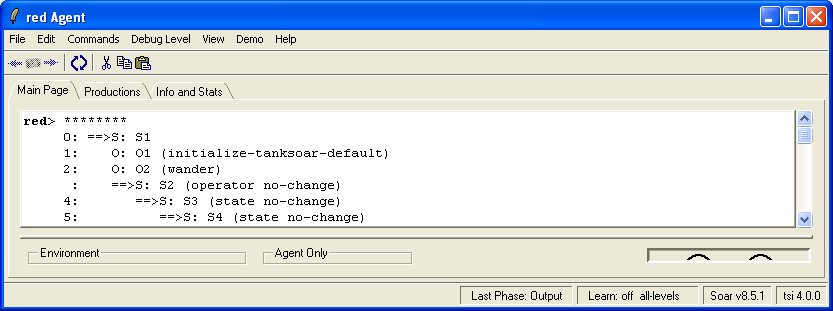 red Agent
File Edit Commands Debug Level View Demo Help
Main Page Productions Info and Stats
red> ********
0: ==>S: S1
1: O: O1 (initialize-tanksoar-default)
2: O: O2 (wander)
: ==>S: S2 (operator no-change)
4: ==>S: S3 (state no-change)
5: ==>S: S4 (state no-change)
Environment Agent Only
Last Phase: Output Learn: off all-levels Soar v8.5.1 tsi 4.0.0